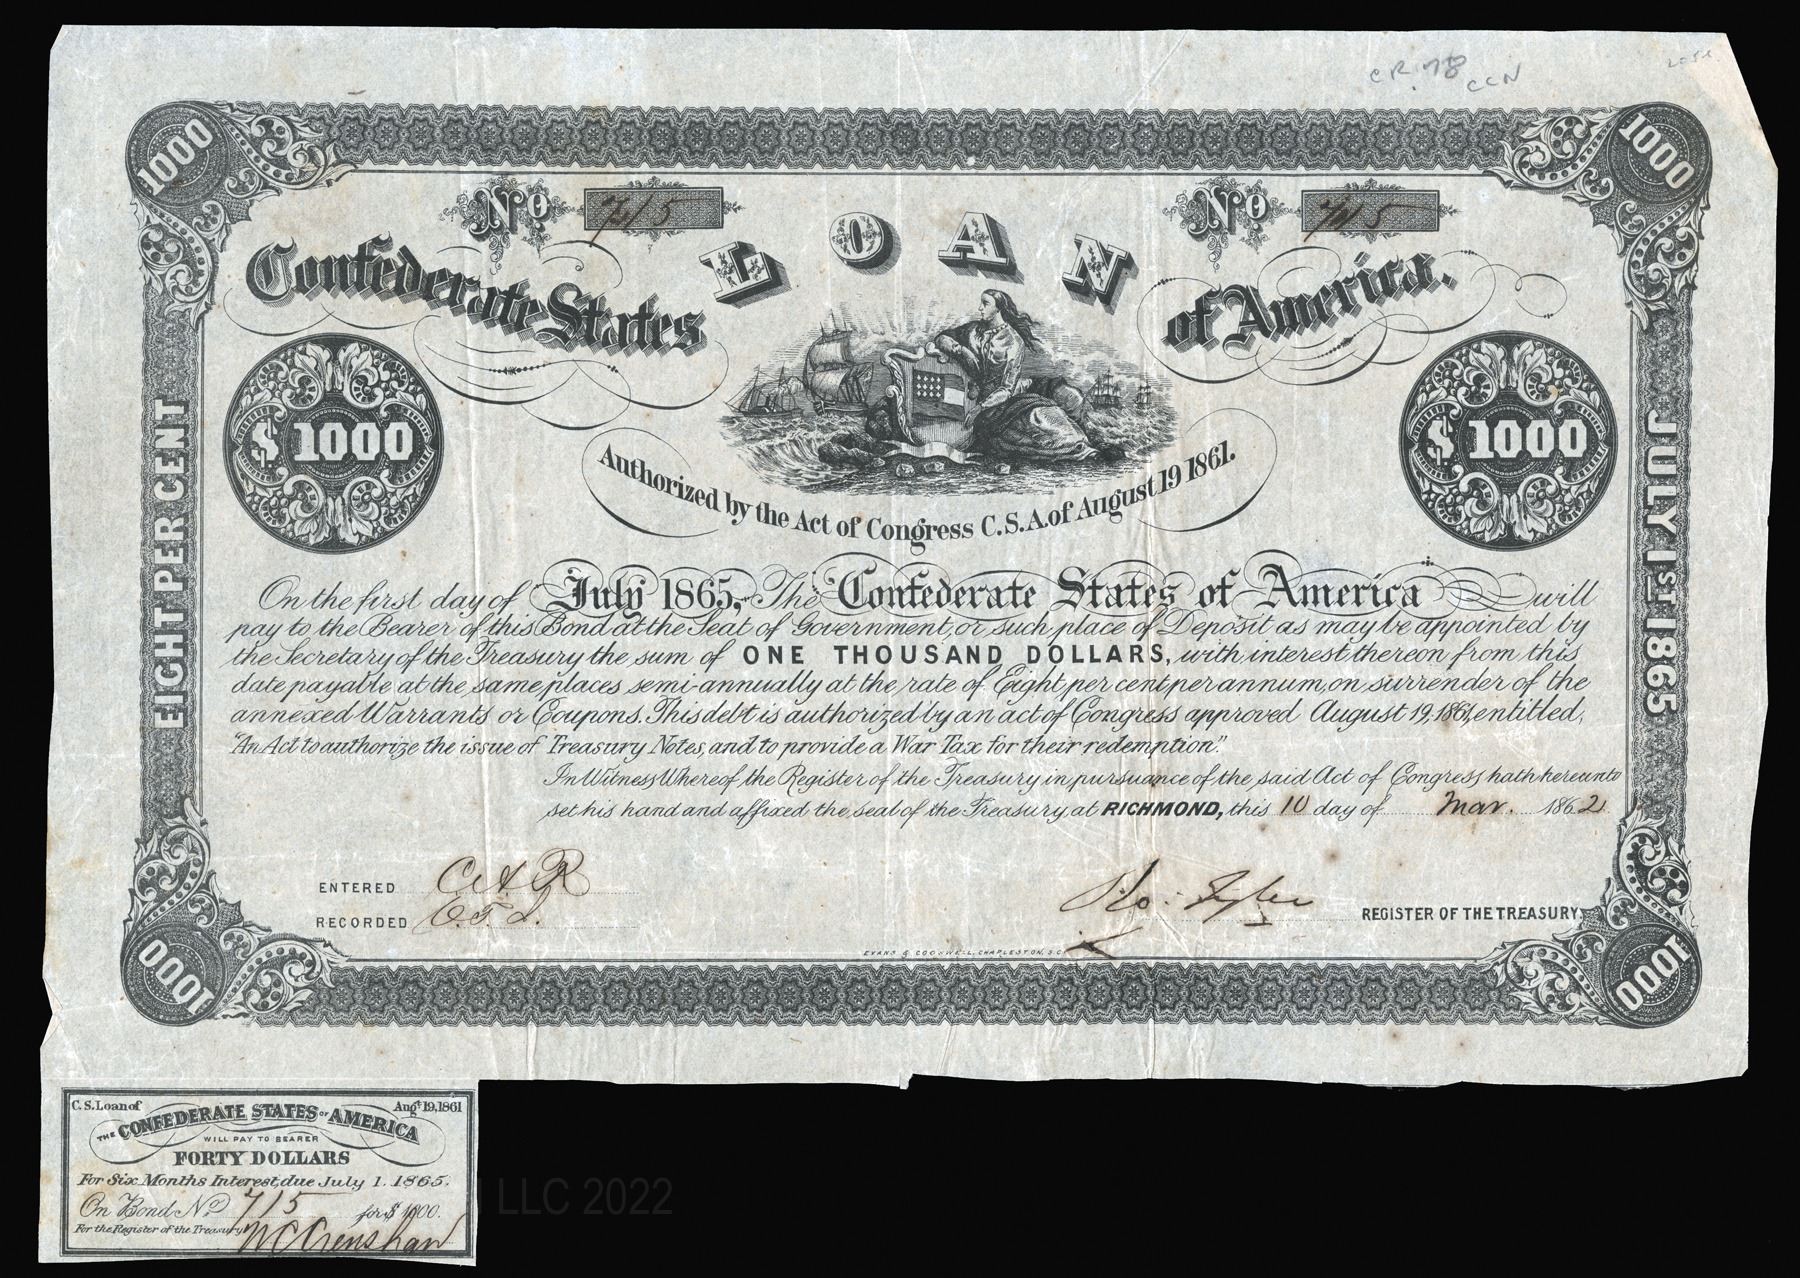 CR.78
CCN
1000
1000
No 715
No 715
LOAN
Confederate States
of America.
$1000
$1000
Authorized by the Act of Congress C.S.A. of August 19 1861.
EIGHT PER CENT
JULY 1ST 1865
On the first day of July 1865, The Confederate States of America will
pay to the Bearer of this Bond at the Seat of Government, or such place of Deposit as may be appointed by
the Secretary of the Treasury the sum of ONE THOUSAND DOLLARS, with interest thereon from this
date payable at the same places semi-annually at the rate of Eight per cent per annum, on surrender of the
annexed Warrants or Coupons. This debt is authorized by an act of Congress approved August 19, 1861, entitled,
"An Act to authorize the issue of Treasury Notes, and to provide a War Tax for their redemption".
In Witness Whereof, the Register of the Treasury in pursuance of the said Act of Congress, hath hereunto
set his hand and affixed the seal of the Treasury, at RICHMOND, this 10 day of Mar. 1862
ENTERED
RECORDED
Ro. Tyler
REGISTER OF THE TREASURY.
EVANS & COGSWELL, CHARLESTON, S.C.
1000
1000
C.S. Loan of Augt 19, 1861
THE CONFEDERATE STATES OF AMERICA
WILL PAY TO BEARER
FORTY DOLLARS
For Six Months Interest, due July 1. 1865.
On Bond No 715 for $1000.
For the Register of the Treasury
LLC 2022